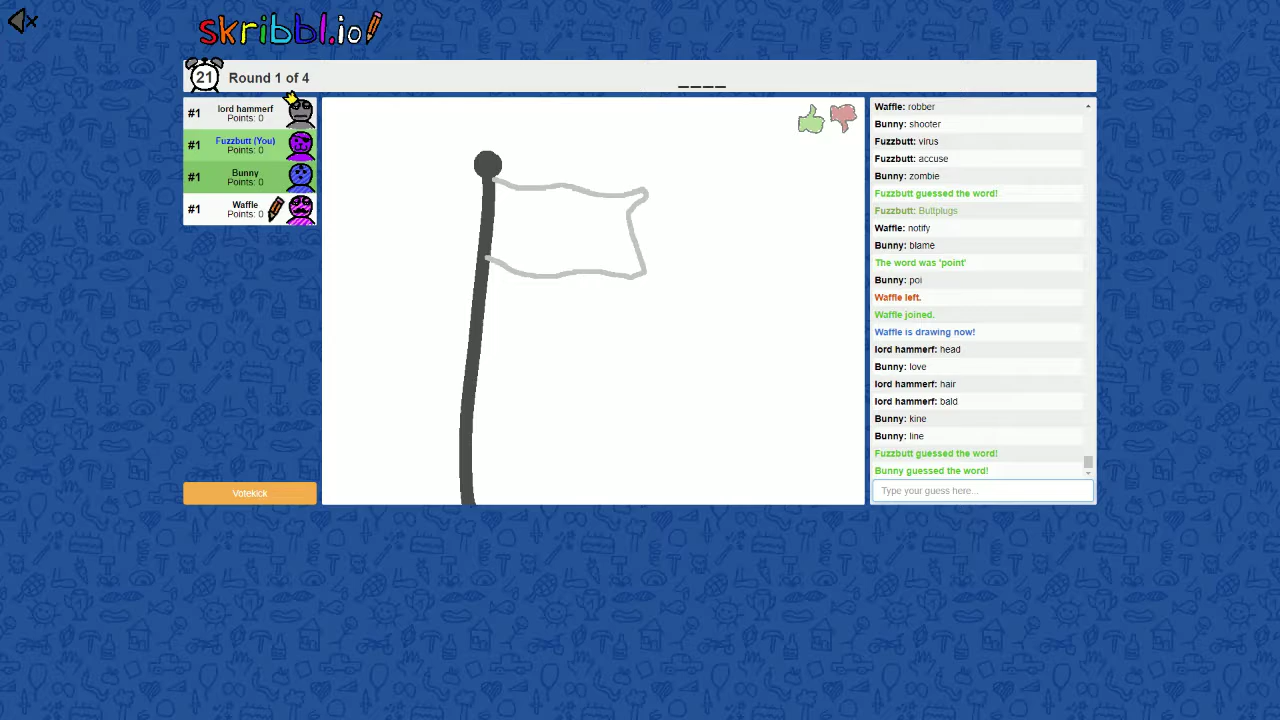 skribbl.io
21
Round 1 of 4
____
#1
lord hammerf
Points: 0
#1
Fuzzbutt (You)
Points: 0
#1
Bunny
Points: 0
#1
Waffle
Points: 0
Votekick
Waffle: robber
Bunny: shooter
Fuzzbutt: virus
Fuzzbutt: accuse
Bunny: zombie
Fuzzbutt guessed the word!
Fuzzbutt: Buttplugs
Waffle: notify
Bunny: blame
The word was 'point'
Bunny: poi
Waffle left.
Waffle joined.
Waffle is drawing now!
lord hammerf: head
Bunny: love
lord hammerf: hair
lord hammerf: bald
Bunny: kine
Bunny: line
Fuzzbutt guessed the word!
Bunny guessed the word!
Type your guess here...